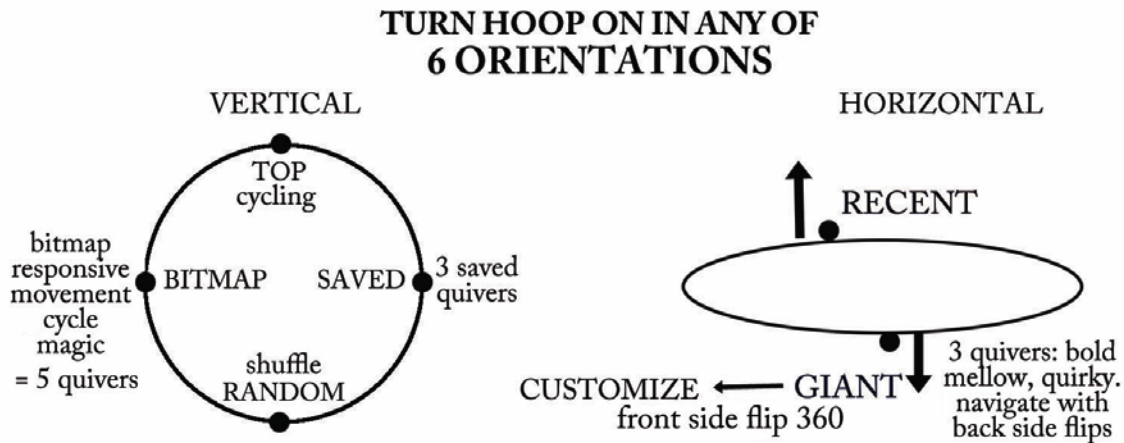 TURN HOOP ON IN ANY OF
6 ORIENTATIONS
VERTICAL
TOP
cycling
bitmap
responsive
movement
cycle
magic
= 5 quivers
BITMAP
SAVED
3 saved
quivers
shuffle
RANDOM
HORIZONTAL
RECENT
GIANT
CUSTOMIZE
front side flip 360
3 quivers: bold
mellow, quirky.
navigate with
back side flips